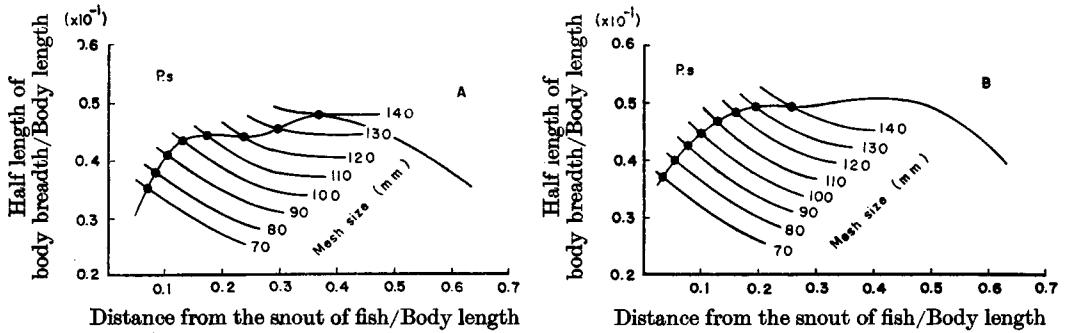 (x10⁻¹)
0.6
0.5
0.4
0.3
0.2
Half length of
body breadth/Body length
P.s
A
140
130
120
110
100
90
80
70
Mesh size (mm)
0.1 0.2 0.3 0.4 0.5 0.6 0.7
Distance from the snout of fish/Body length
(x10⁻¹)
0.6
0.5
0.4
0.3
0.2
Half length of
body breadth/Body length
P.s
B
140
130
120
110
100
90
80
70
Mesh size (mm)
0.1 0.2 0.3 0.4 0.5 0.6 0.7
Distance from the snout of fish/Body length